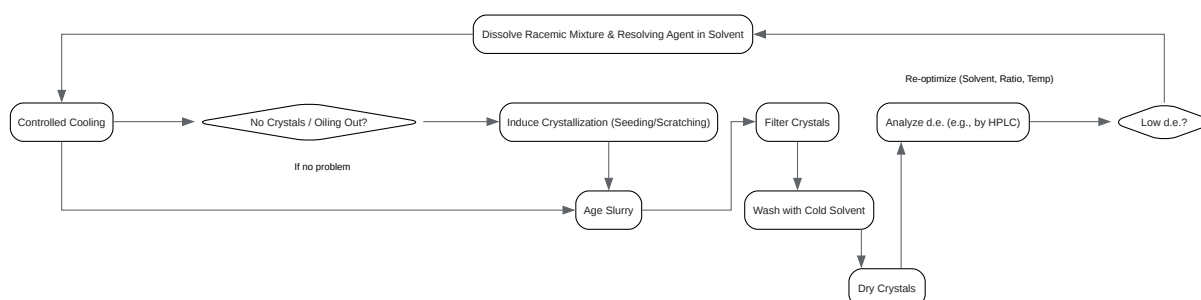 Dissolve Racemic Mixture & Resolving Agent in Solvent
Re-optimize (Solvent, Ratio, Temp)
Controlled Cooling
No Crystals / Oiling Out?
Induce Crystallization (Seeding/Scratching)
Filter Crystals
Analyze d.e. (e.g., by HPLC)
Low d.e.?
If no problem
Age Slurry
Wash with Cold Solvent
Dry Crystals